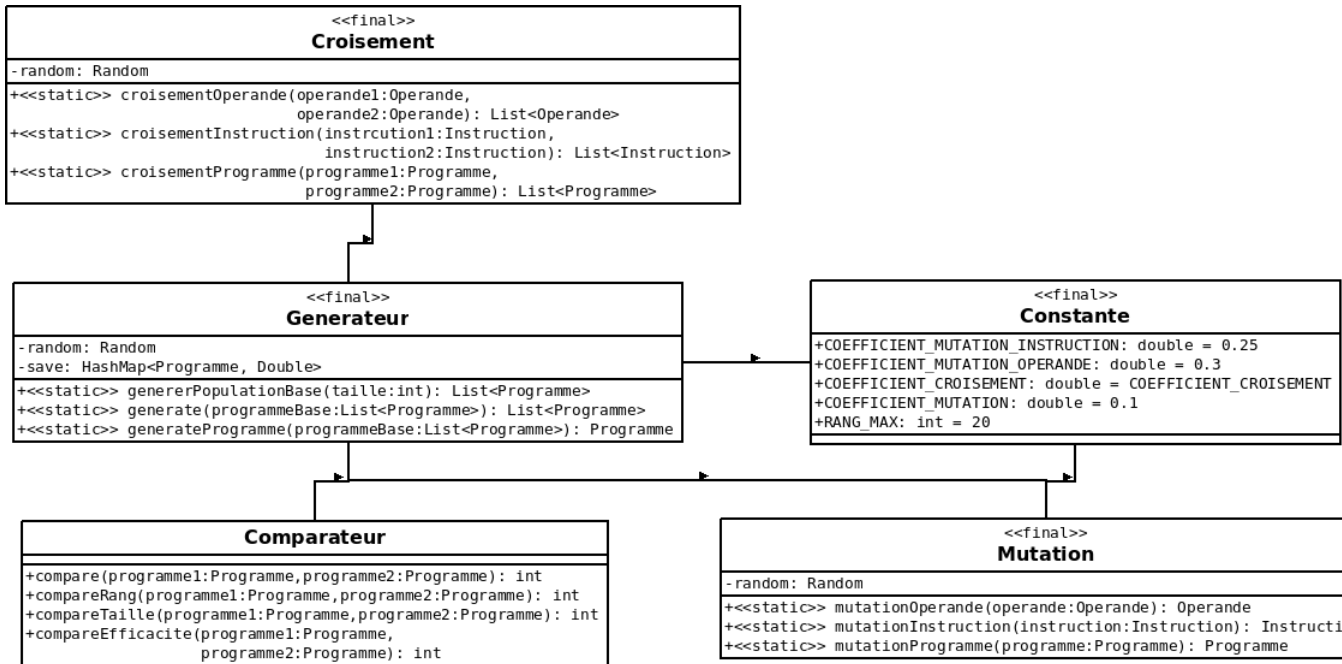 <<final>>
Croisement
-random: Random
+<<static>> croisementOperande(operande1:Operande,
operande2:Operande): List<Operande>
+<<static>> croisementInstruction(instrcution1:Instruction,
instruction2:Instruction): List<Instruction>
+<<static>> croisementProgramme(programme1:Programme,
programme2:Programme): List<Programme>
<<final>>
Generateur
-random: Random
-save: HashMap<Programme, Double>
+<<static>> genererPopulationBase(taille:int): List<Programme>
+<<static>> generate(programmeBase:List<Programme>): List<Programme>
+<<static>> generateProgramme(programmeBase:List<Programme>): Programme
<<final>>
Constante
+COEFFICIENT_MUTATION_INSTRUCTION: double = 0.25
+COEFFICIENT_MUTATION_OPERANDE: double = 0.3
+COEFFICIENT_CROISEMENT: double = COEFFICIENT_CROISEMENT
+COEFFICIENT_MUTATION: double = 0.1
+RANG_MAX: int = 20
Comparateur
+compare(programme1:Programme,programme2:Programme): int
+compareRang(programme1:Programme,programme2:Programme): int
+compareTaille(programme1:Programme,programme2:Programme): int
+compareEfficacite(programme1:Programme,
programme2:Programme): int
<<final>>
Mutation
-random: Random
+<<static>> mutationOperande(operande:Operande): Operande
+<<static>> mutationInstruction(instruction:Instruction): Instructi
+<<static>> mutationProgramme(programme:Programme): Programme